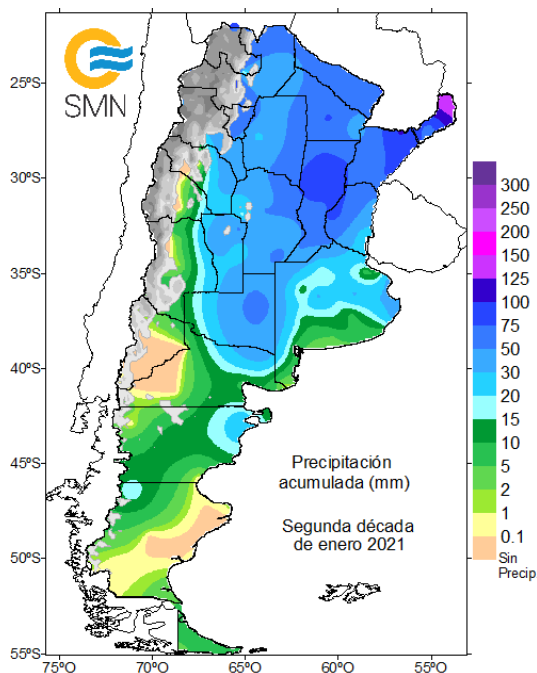 SMN
25ºS
30ºS
35ºS
40ºS
45ºS
50ºS
55ºS
75ºO
70ºO
65ºO
60ºO
55ºO
Precipitación
acumulada (mm)
Segunda década
de enero 2021
300
250
200
150
125
100
75
50
30
20
15
10
5
2
1
0.1
Sin
Precip